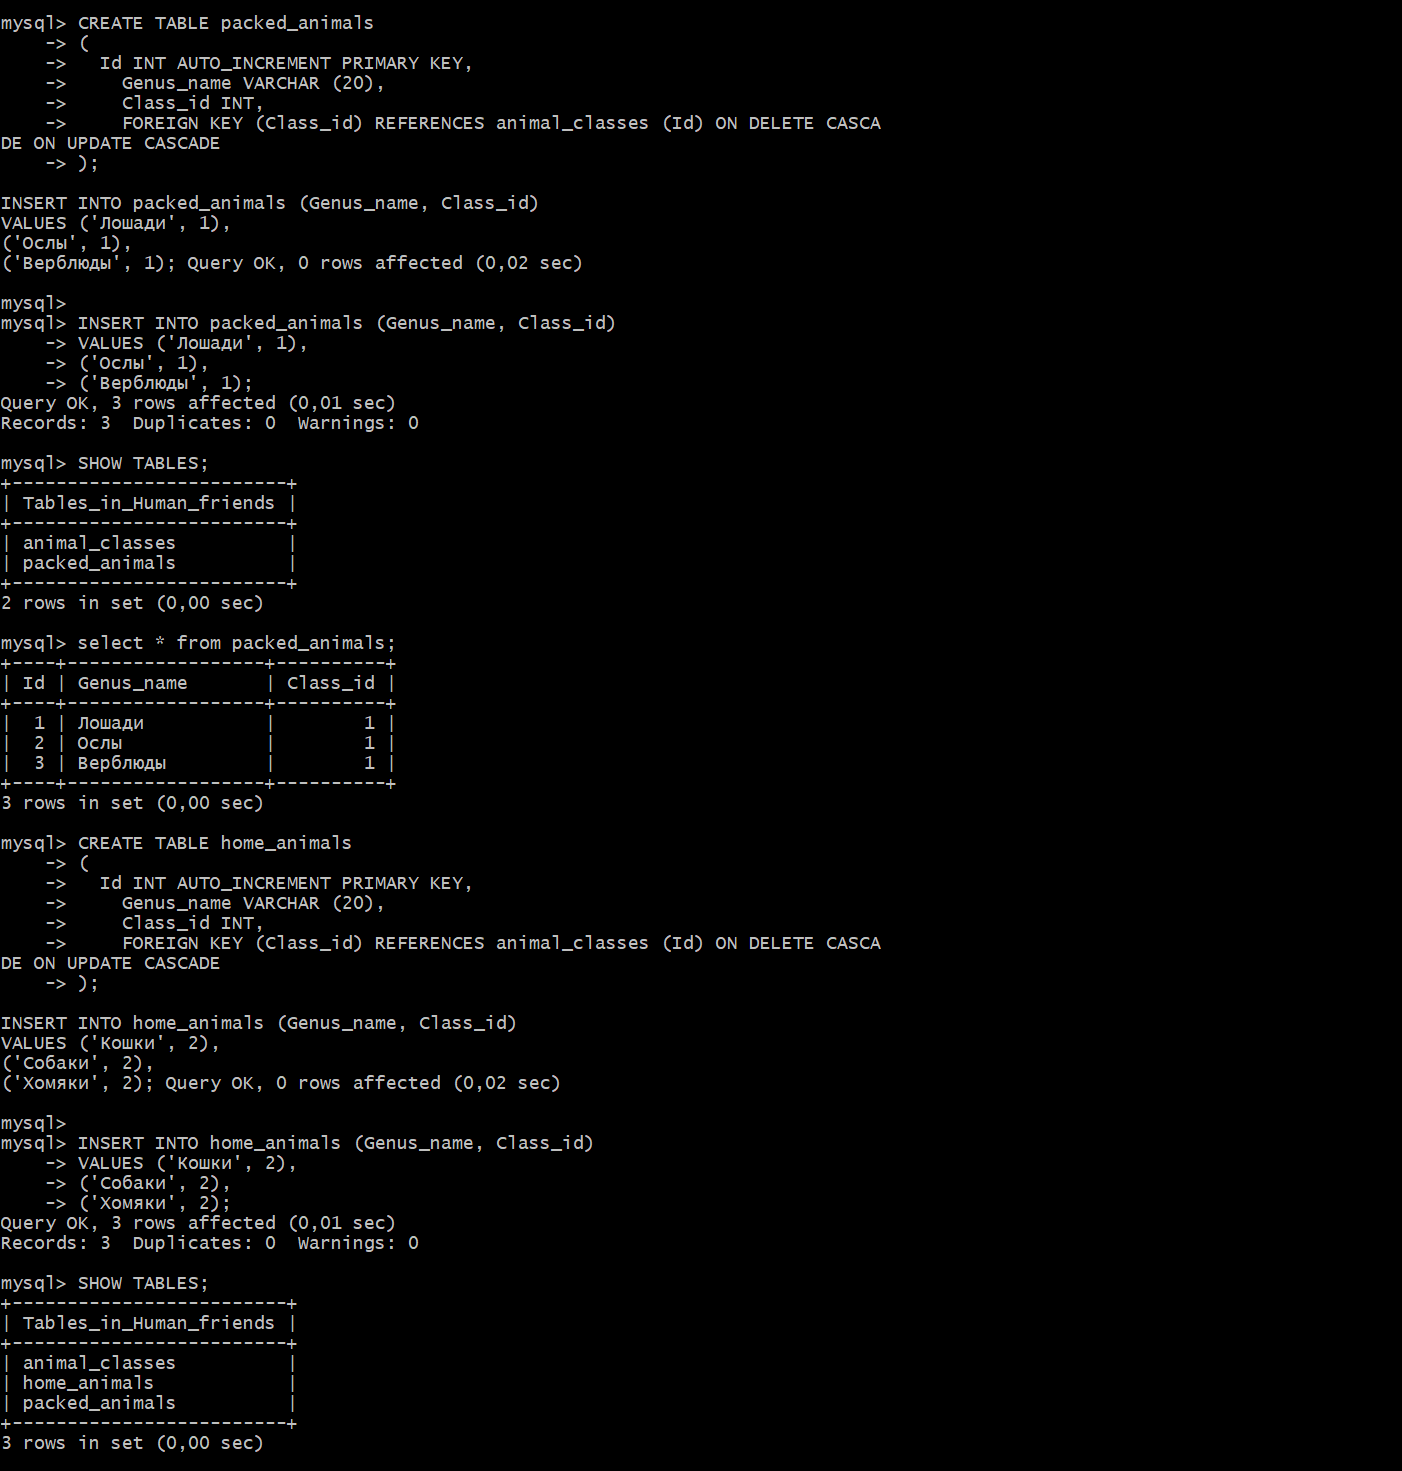 mysql> CREATE TABLE packed_animals
    -> (
    ->   Id INT AUTO_INCREMENT PRIMARY KEY,
    ->     Genus_name VARCHAR (20),
    ->     Class_id INT,
    ->     FOREIGN KEY (Class_id) REFERENCES animal_classes (Id) ON DELETE CASCA
DE ON UPDATE CASCADE
    -> );
INSERT INTO packed_animals (Genus_name, Class_id)
VALUES ('Лошади', 1),
('Ослы', 1),
('Верблюды', 1); Query OK, 0 rows affected (0,02 sec)
mysql>
mysql> INSERT INTO packed_animals (Genus_name, Class_id)
    -> VALUES ('Лошади', 1),
    -> ('Ослы', 1),
    -> ('Верблюды', 1);
Query OK, 3 rows affected (0,01 sec)
Records: 3  Duplicates: 0  Warnings: 0
mysql> SHOW TABLES;
+-------------------------+
| Tables_in_Human_friends |
+-------------------------+
| animal_classes          |
| packed_animals          |
+-------------------------+
2 rows in set (0,00 sec)
mysql> select * from packed_animals;
+----+------------------+----------+
| Id | Genus_name       | Class_id |
+----+------------------+----------+
|  1 | Лошади           |        1 |
|  2 | Ослы             |        1 |
|  3 | Верблюды         |        1 |
+----+------------------+----------+
3 rows in set (0,00 sec)
mysql> CREATE TABLE home_animals
    -> (
    ->   Id INT AUTO_INCREMENT PRIMARY KEY,
    ->     Genus_name VARCHAR (20),
    ->     Class_id INT,
    ->     FOREIGN KEY (Class_id) REFERENCES animal_classes (Id) ON DELETE CASCA
DE ON UPDATE CASCADE
    -> );
INSERT INTO home_animals (Genus_name, Class_id)
VALUES ('Кошки', 2),
('Собаки', 2),
('Хомяки', 2); Query OK, 0 rows affected (0,02 sec)
mysql>
mysql> INSERT INTO home_animals (Genus_name, Class_id)
    -> VALUES ('Кошки', 2),
    -> ('Собаки', 2),
    -> ('Хомяки', 2);
Query OK, 3 rows affected (0,01 sec)
Records: 3  Duplicates: 0  Warnings: 0
mysql> SHOW TABLES;
+-------------------------+
| Tables_in_Human_friends |
+-------------------------+
| animal_classes          |
| home_animals            |
| packed_animals          |
+-------------------------+
3 rows in set (0,00 sec)